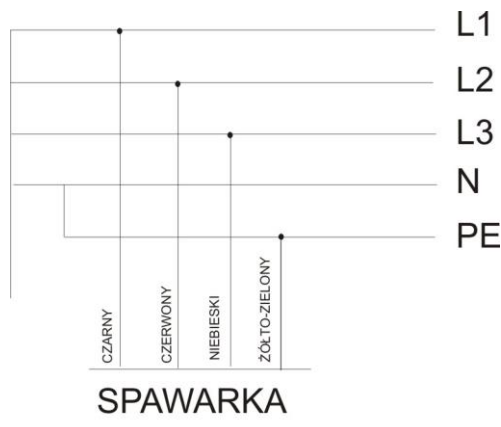 L1
L2
L3
N
PE
CZARNY
CZERWONY
NIEBIESKI
ŻÓŁTO-ZIELONY
SPAWARKA